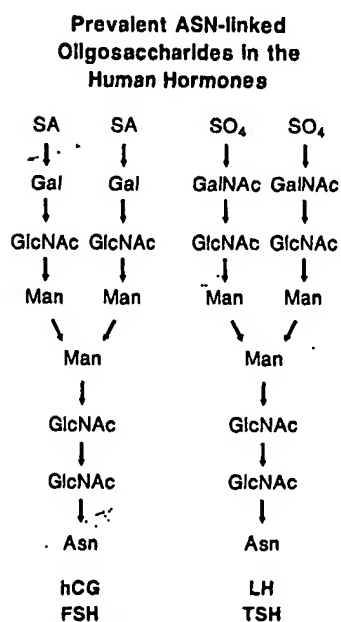 Prevalent ASN-linked
Oligosaccharides in the
Human Hormones
SA SA SO4 SO4
Gal Gal GalNAc GalNAc
GlcNAc GlcNAc GlcNAc GlcNAc
Man Man Man Man
Man Man
GlcNAc GlcNAc
GlcNAc GlcNAc
Asn Asn
hCG LH
FSH TSH